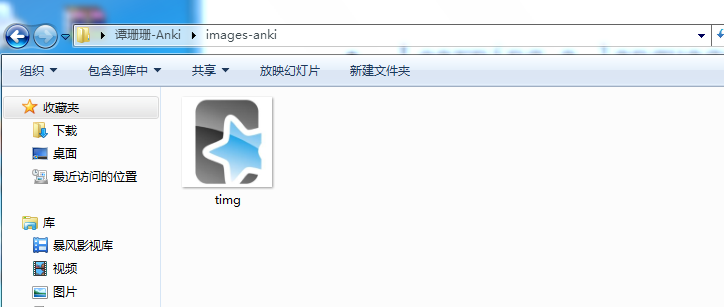 谭珊珊-Anki images-anki
组织 包含到库中 共享 放映幻灯片 新建文件夹
收藏夹
下载
桌面
最近访问的位置
库
暴风影视库
视频
图片
timg